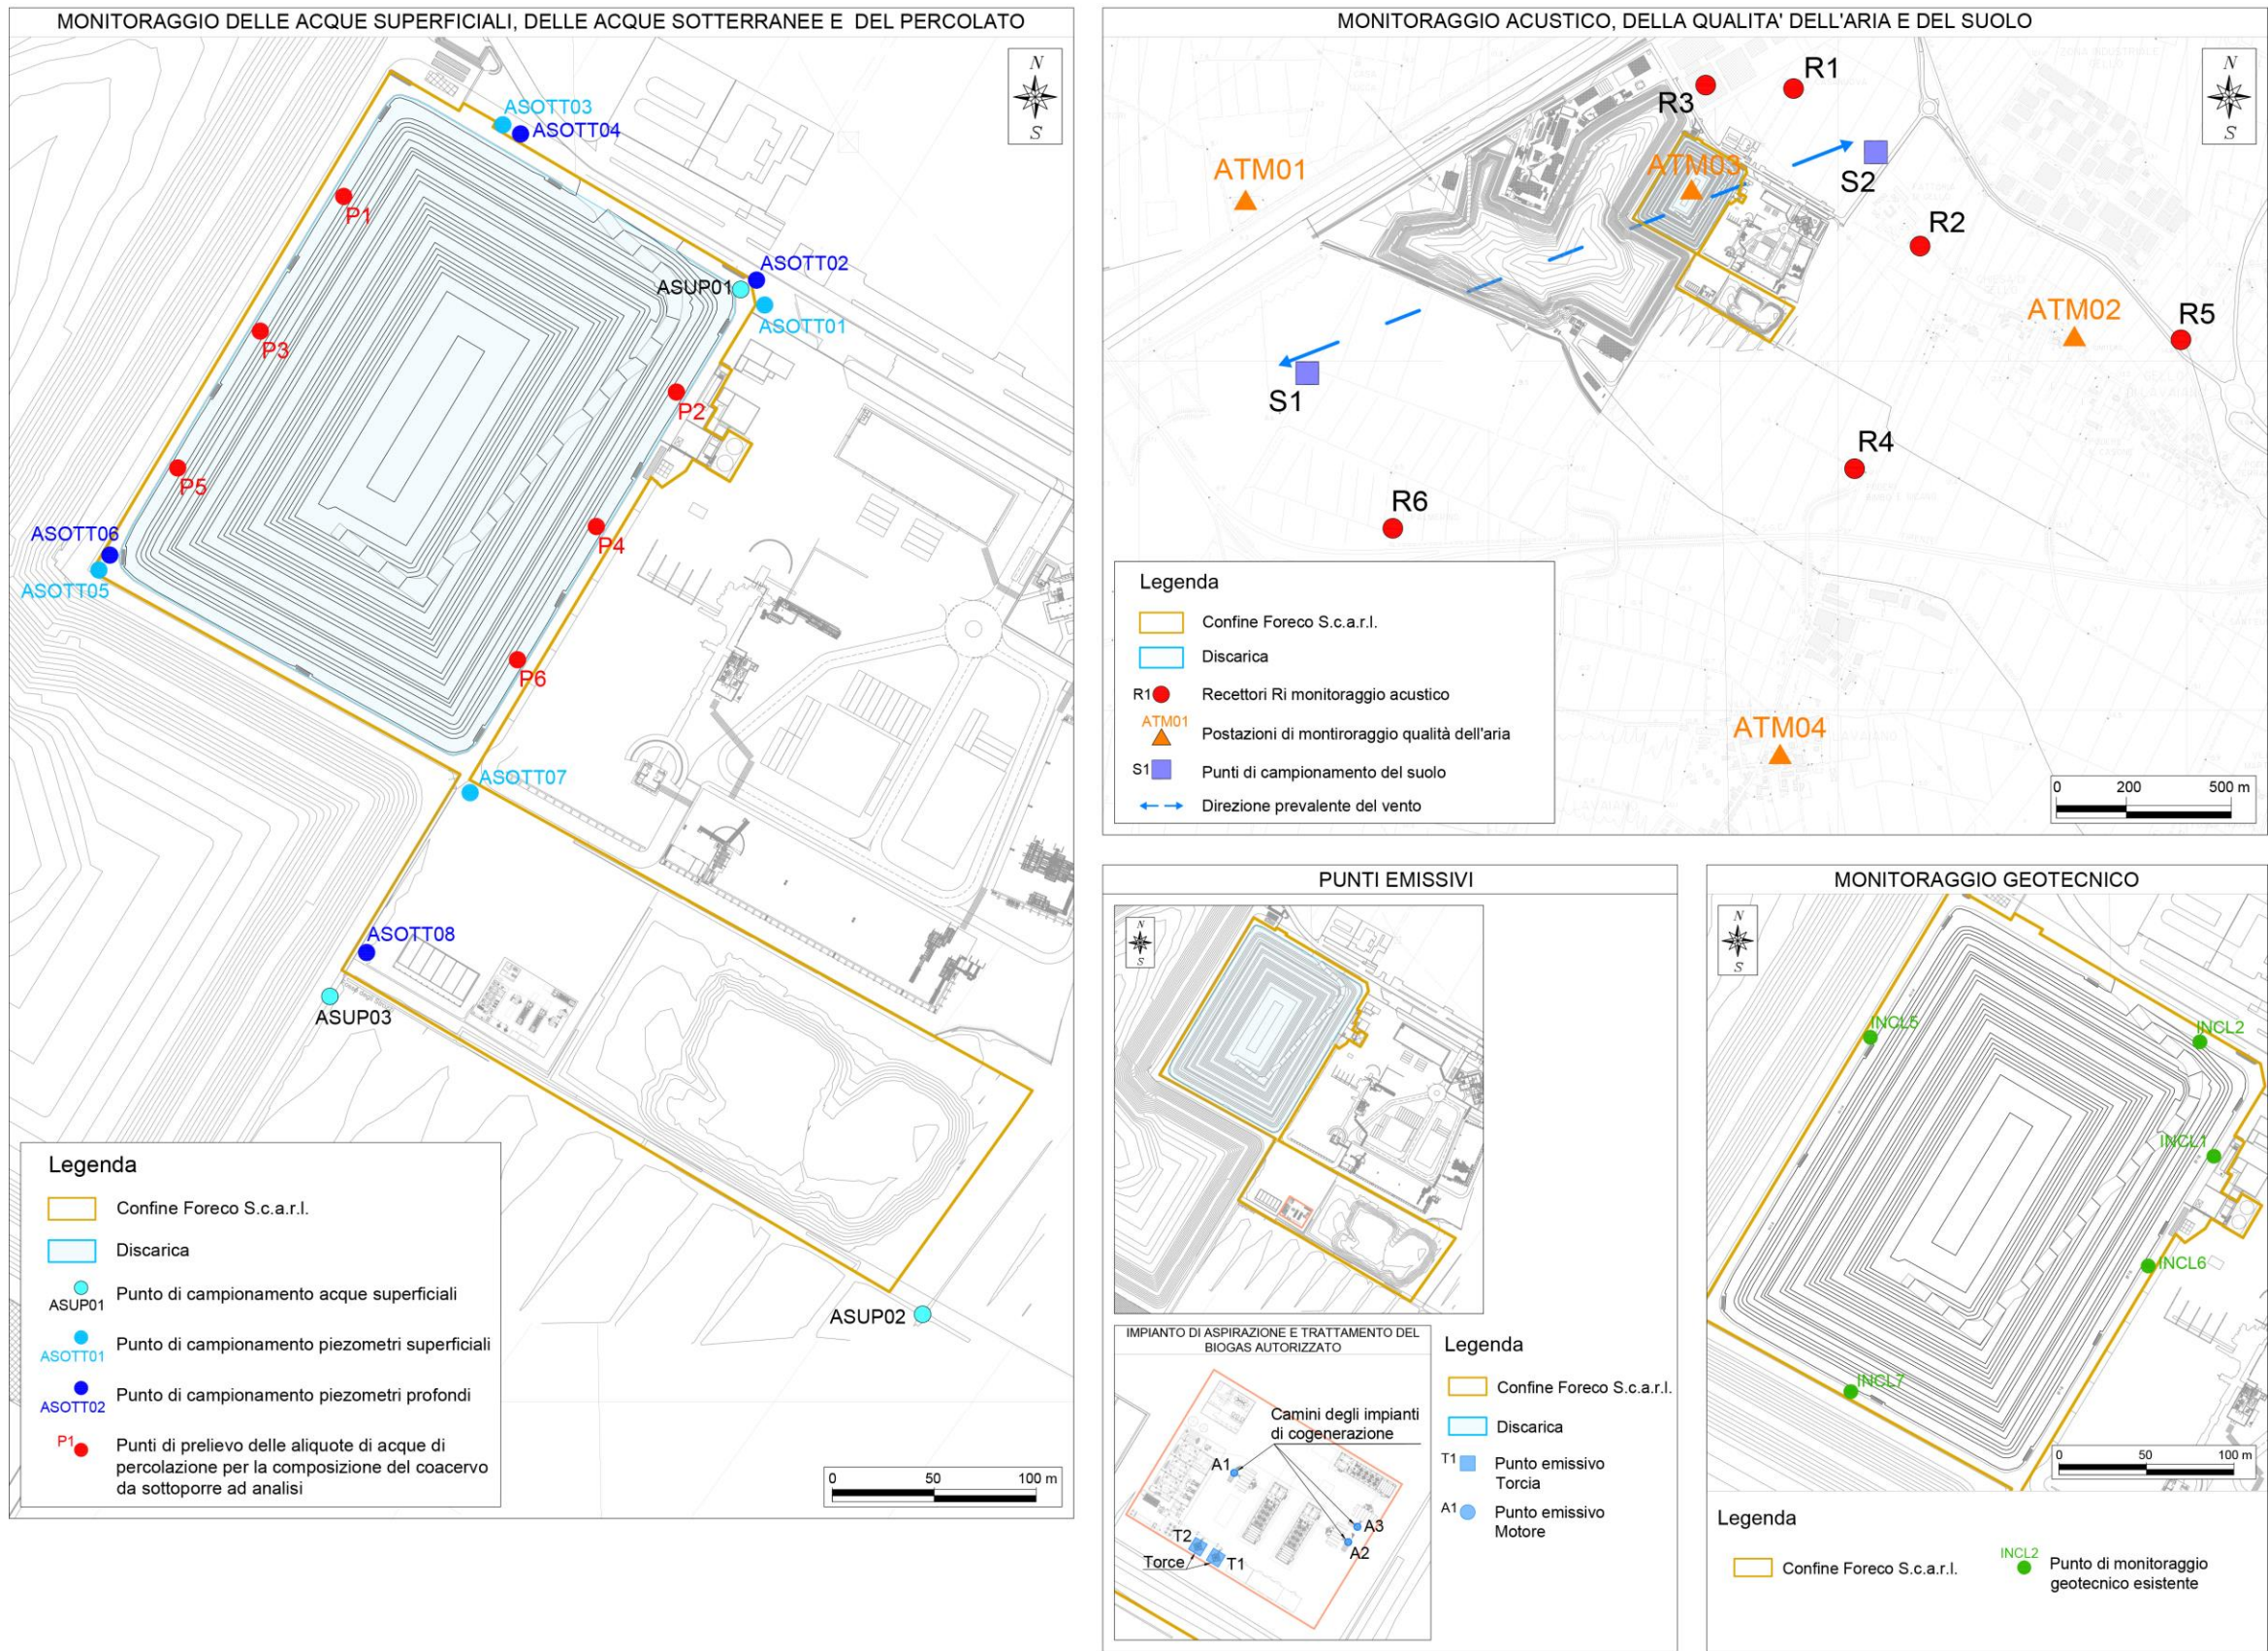 MONITORAGGIO DELLE ACQUE SUPERFICIALI, DELLE ACQUE SOTTERRANEE E DEL PERCOLATO
N
S
ASOTT03
ASOTT04
P1
ASOTT02
ASUP01
ASOTT01
P3
P2
P5
ASOTT06
P4
ASOTT05
P6
ASOTT07
ASOTT08
ASUP03
ASUP02
Legenda
Confine Foreco S.c.a.r.l.
Discarica
ASUP01
Punto di campionamento acque superficiali
ASOTT01
Punto di campionamento piezometri superficiali
ASOTT02
Punto di campionamento piezometri profondi
P1
Punti di prelievo delle aliquote di acque di
percolazione per la composizione del coacervo
da sottoporre ad analisi
0 50 100 m
MONITORAGGIO ACUSTICO, DELLA QUALITA' DELL'ARIA E DEL SUOLO
N
S
R1
R3
ATM01
ATM03
S2
R2
ATM02
R5
S1
R4
R6
ATM04
Legenda
Confine Foreco S.c.a.r.l.
Discarica
R1
Recettori Ri monitoraggio acustico
ATM01
Postazioni di montiroraggio qualità dell'aria
S1
Punti di campionamento del suolo
Direzione prevalente del vento
0 200 500 m
PUNTI EMISSIVI
N
S
IMPIANTO DI ASPIRAZIONE E TRATTAMENTO DEL
BIOGAS AUTORIZZATO
Camini degli impianti
di cogenerazione
A1
A3
A2
T2
T1
Torce
Legenda
Confine Foreco S.c.a.r.l.
Discarica
T1
Punto emissivo
Torcia
A1
Punto emissivo
Motore
MONITORAGGIO GEOTECNICO
N
S
INCL5
INCL2
INCL1
INCL6
INCL7
0 50 100 m
Legenda
Confine Foreco S.c.a.r.l.
INCL2
Punto di monitoraggio
geotecnico esistente